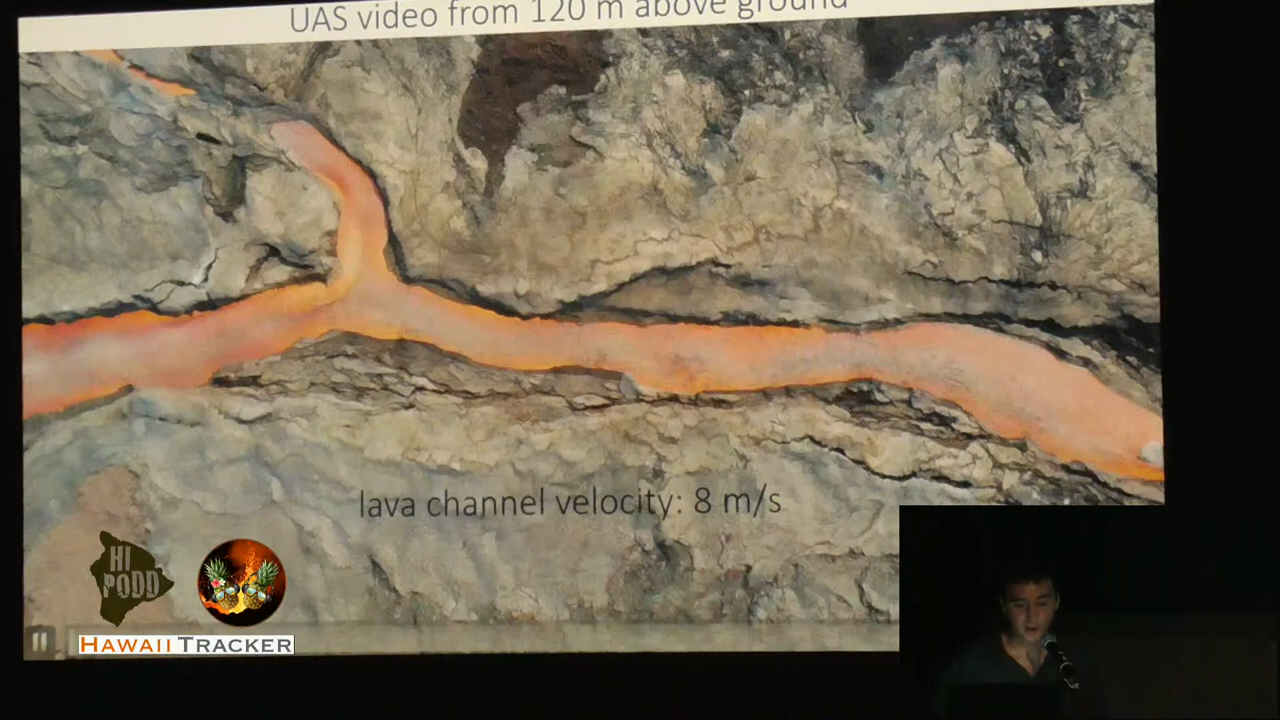 UAS video from 120 m above ground
lava channel velocity: 8 m/s
HI
PODD
HAWAII TRACKER